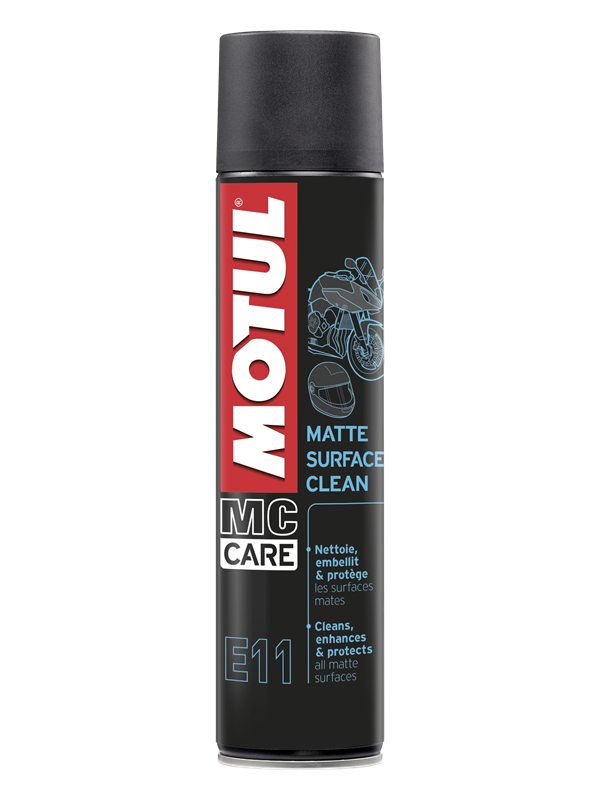 MOTUL®
MC
CARE
E11
MATTE
SURFACE
CLEAN
• Nettoie,
embellit
& protège
les surfaces
mates
• Cleans,
enhances
& protects
all matte
surfaces